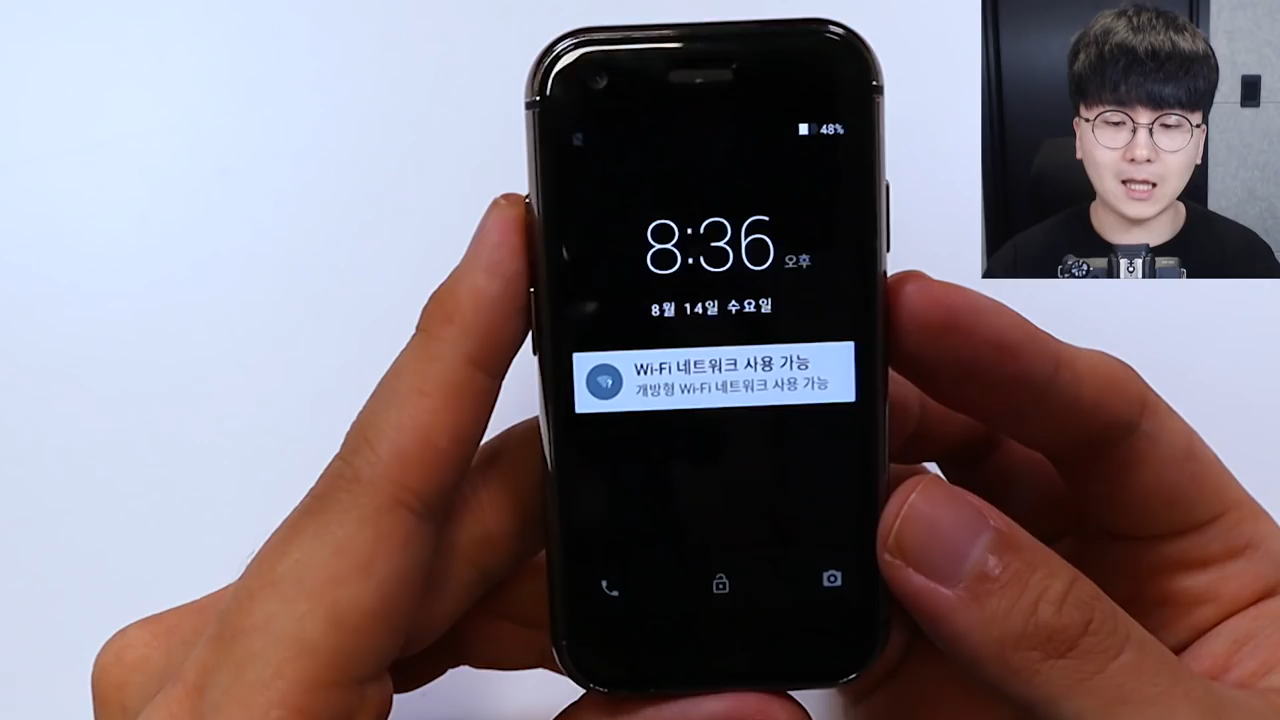 48%
8:36 오후
8월 14일 수요일
Wi-Fi 네트워크 사용 가능
개방형 Wi-Fi 네트워크 사용 가능